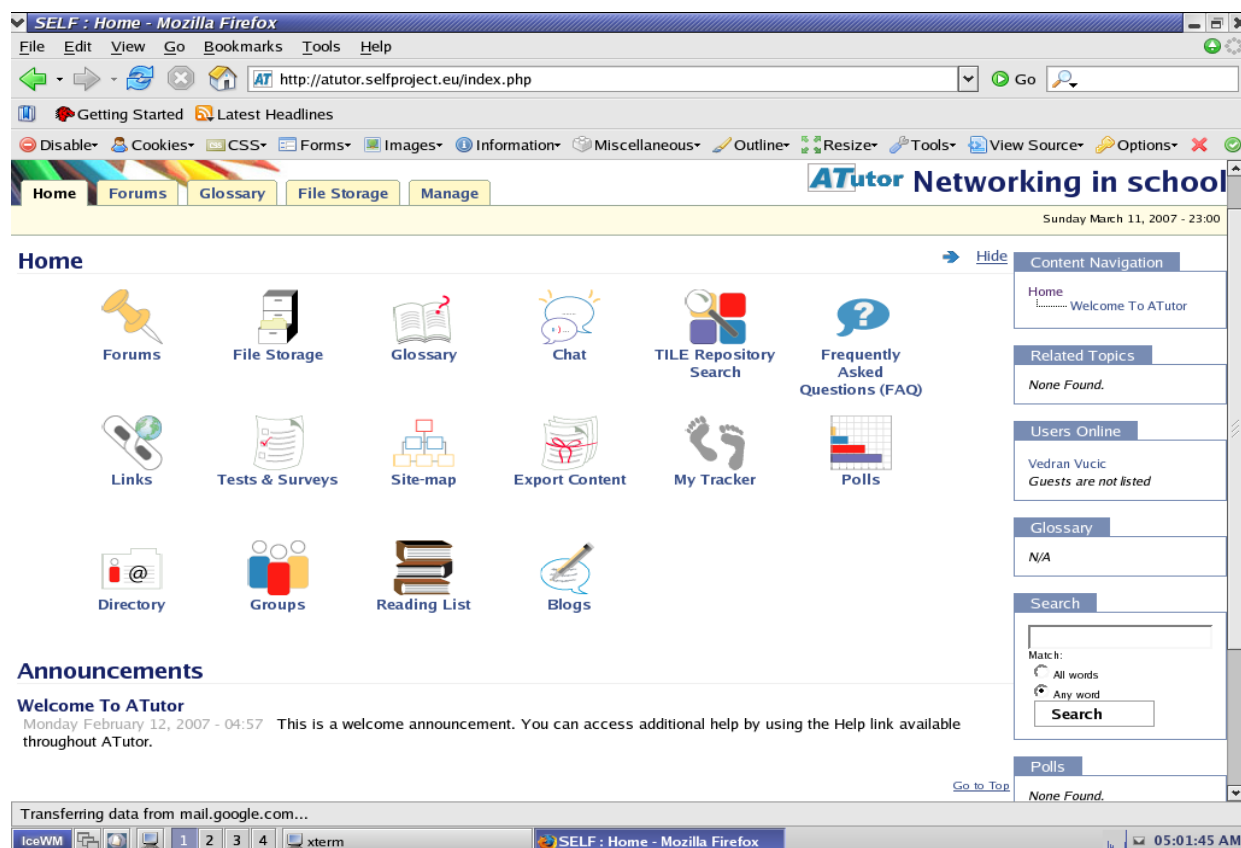 SELF : Home - Mozilla Firefox
File Edit View Go Bookmarks Tools Help
AT http://atutor.selfproject.eu/index.php Go
Getting Started Latest Headlines
Disable Cookies CSS Forms Images Information Miscellaneous Outline Resize Tools View Source Options
ATutor Networking in school
Home Forums Glossary File Storage Manage
Sunday March 11, 2007 - 23:00
Home
Hide
Forums
File Storage
Glossary
Chat
TILE Repository
Search
Frequently
Asked
Questions (FAQ)
Links
Tests & Surveys
Site-map
Export Content
My Tracker
Polls
@
Directory
Groups
Reading List
Blogs
Announcements
Welcome To ATutor
Monday February 12, 2007 - 04:57 This is a welcome announcement. You can access additional help by using the Help link available
throughout ATutor.
Go to Top
Content Navigation
Home
Welcome To ATutor
Related Topics
None Found.
Users Online
Vedran Vucic
Guests are not listed
Glossary
N/A
Search
Match:
All words
Any word
Search
Polls
None Found.
Transferring data from mail.google.com...
IceWM 1 2 3 4 xterm SELF : Home - Mozilla Firefox 05:01:45 AM